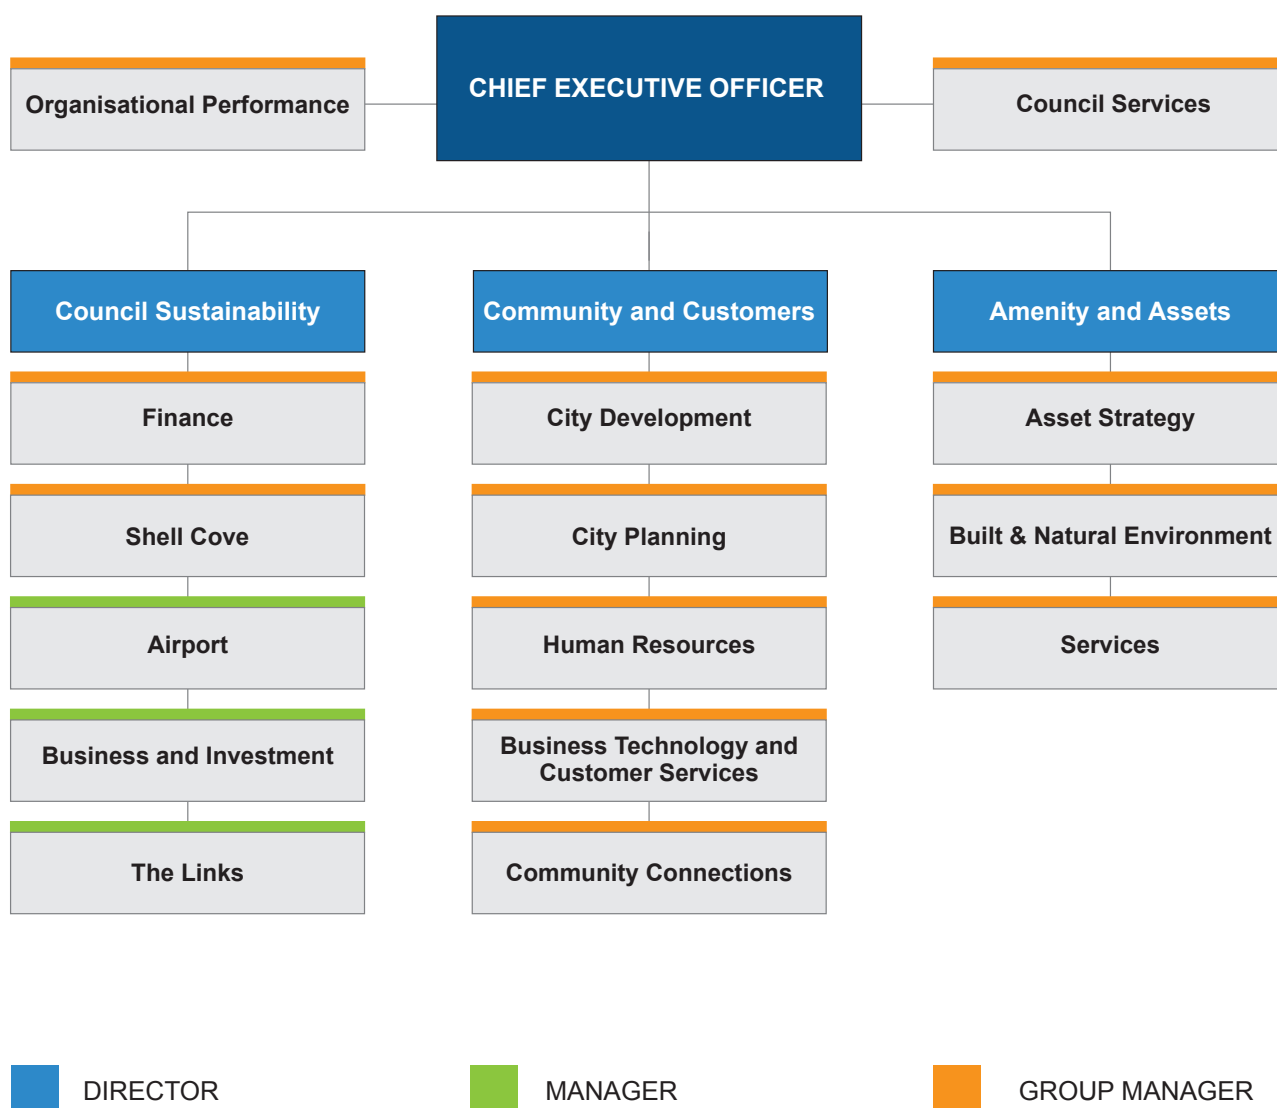 CHIEF EXECUTIVE OFFICER
Organisational Performance
Council Services
Council Sustainability
Finance
Shell Cove
Airport
Business and Investment
The Links
Community and Customers
City Development
City Planning
Human Resources
Business Technology and
Customer Services
Community Connections
Amenity and Assets
Asset Strategy
Built & Natural Environment
Services
DIRECTOR
MANAGER
GROUP MANAGER